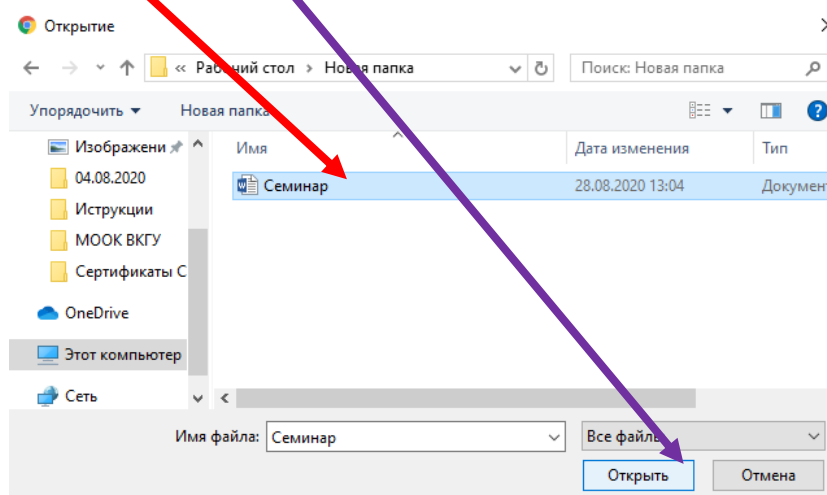 Открытие
« Рабочий стол › Новая папка Поиск: Новая папка
Упорядочить Новая папка
Изображени Имя Дата изменения Тип
04.08.2020 Семинар 28.08.2020 13:04 Докумен
Иструкции
МООК ВКГУ
Сертификаты С
OneDrive
Этот компьютер
Сеть
Имя файла: Семинар Все файлы
Открыть Отмена